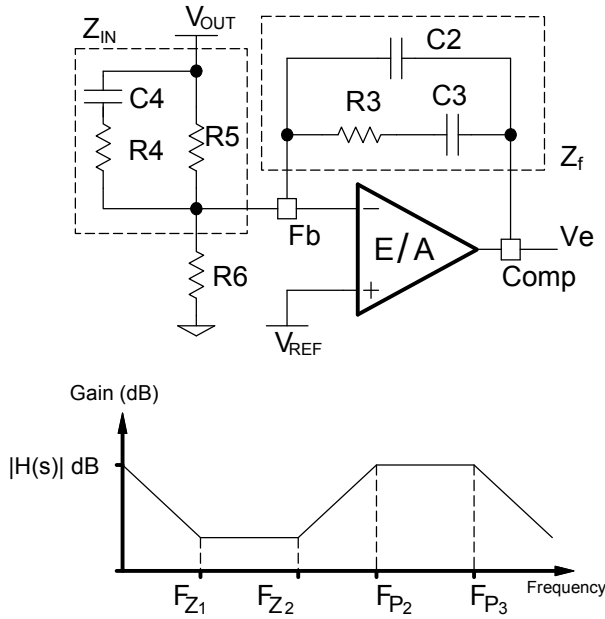 V_OUT
Z_IN
C2
C4
R3
C3
R4
R5
Z_f
Fb
−
E/A
Ve
Comp
R6
+
V_REF
Gain (dB)
|H(s)| dB
F_Z1
F_Z2
F_P2
F_P3
Frequency